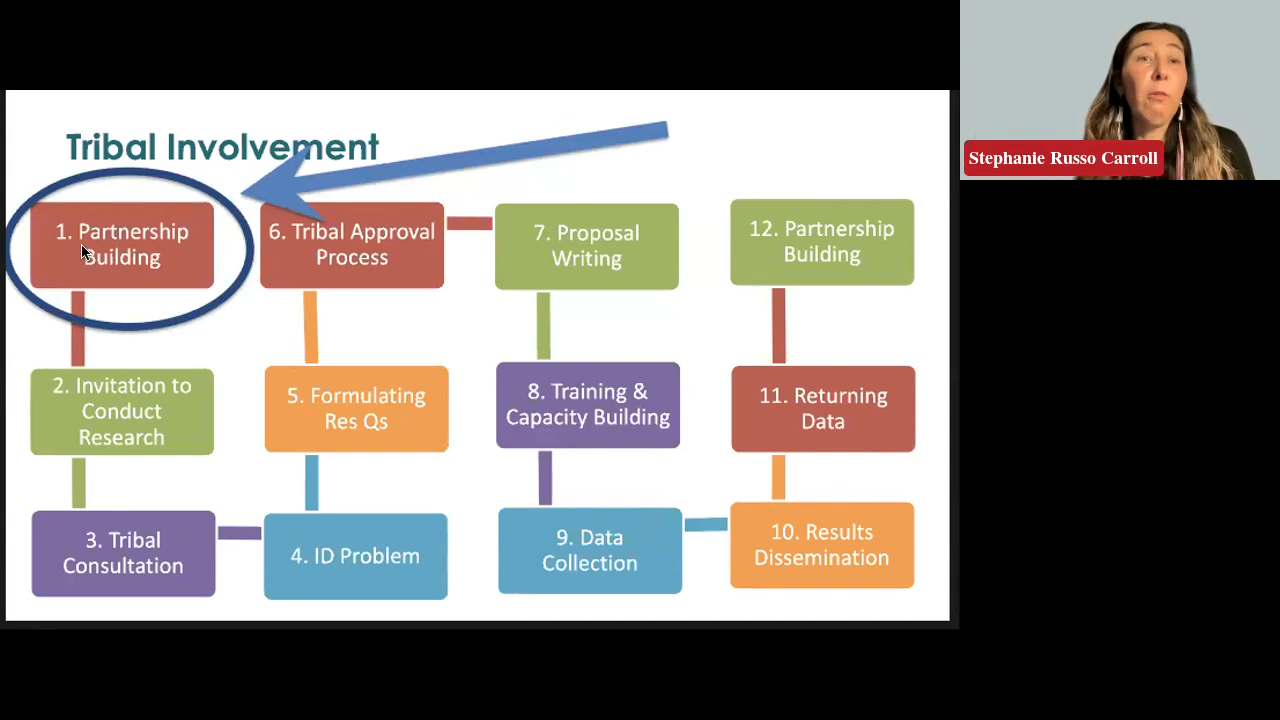 Tribal Involvement
1. Partnership
Building
2. Invitation to
Conduct
Research
3. Tribal
Consultation
4. ID Problem
5. Formulating
Res Qs
6. Tribal Approval
Process
7. Proposal
Writing
8. Training &
Capacity Building
9. Data
Collection
10. Results
Dissemination
11. Returning
Data
12. Partnership
Building
Stephanie Russo Carroll